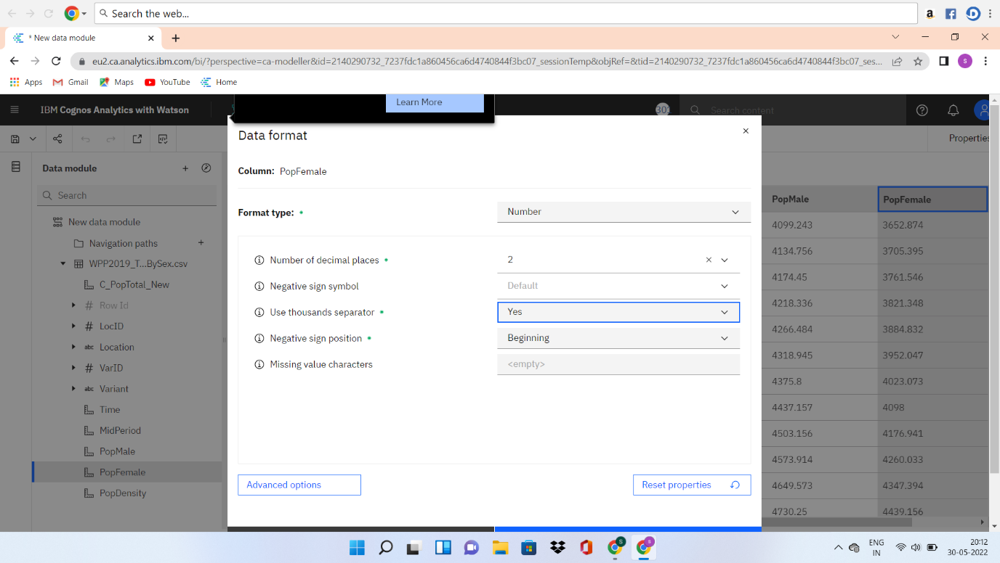 Search the web...
a
D
* New data module
eu2.ca.analytics.ibm.com/bi/?perspective=ca-modeller&id=2140290732_7237fdc1a860456ca6d4740844f3bc07_sessionTemp&objRef=&tid=2140290732_7237fdc1a860456ca6d4740844f3bc07_ses...
s
Apps
Gmail
Maps
YouTube
Home
Learn More
IBM Cognos Analytics with Watson
301
Search content
Data format
Properties
Column: PopFemale
Data module
Search
New data module
Navigation paths
WPP2019_T...BySex.csv
C_PopTotal_New
# Row Id
# LocID
abc Location
# VarID
abc Variant
Time
MidPeriod
PopMale
PopFemale
PopDensity
Format type: Number
Number of decimal places 2
Negative sign symbol Default
Use thousands separator Yes
Negative sign position Beginning
Missing value characters <empty>
Advanced options
Reset properties
PopMale PopFemale
4099.243 3652.874
4134.756 3705.395
4174.45 3761.546
4218.336 3821.348
4266.484 3884.832
4318.945 3952.047
4375.8 4023.073
4437.157 4098
4503.156 4176.941
4573.914 4260.033
4649.573 4347.394
4730.25 4439.156
S
S
ENG
IN
20:12
30-05-2022